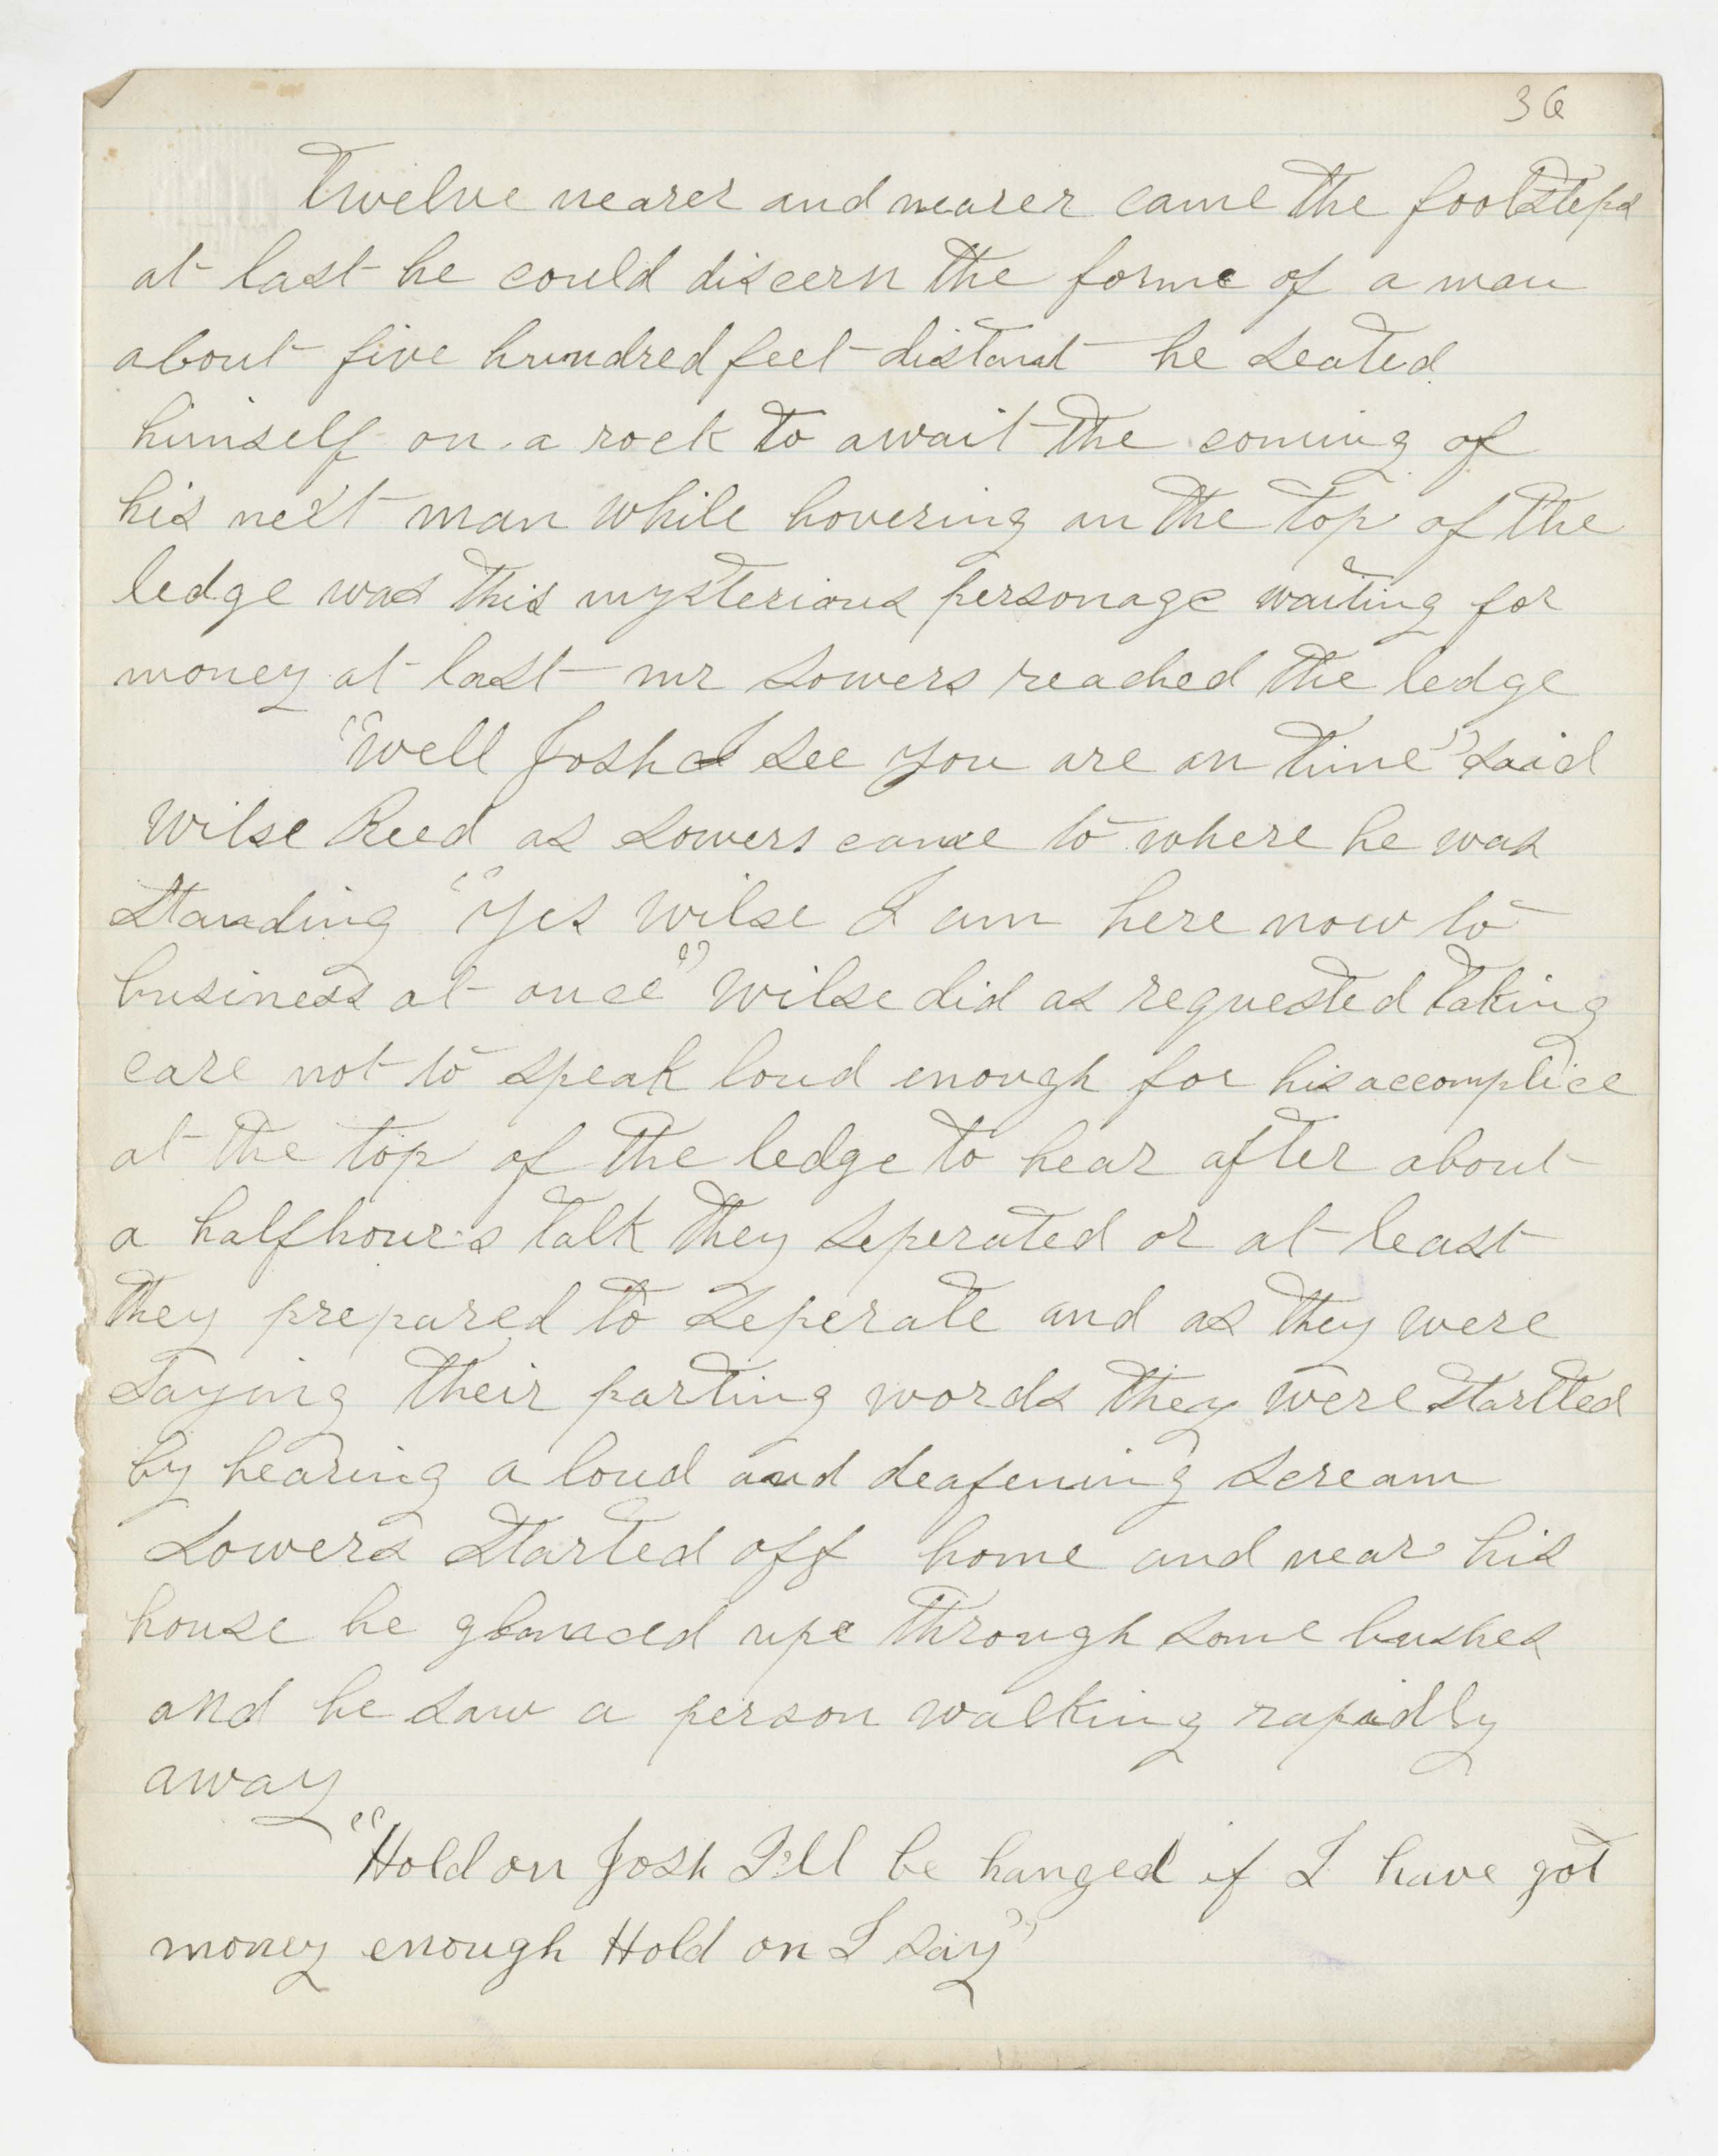 36
Twelve nearer and nearer came the footsteps
at last he could discern the forme of a man
about five hundred feet distant he seated
himself on a rock to await the coming of
his next man while hovering on the top of the
ledge was this mysterious personage waiting for
money at last mr Sowers reached the ledge
"Well Josh I see you are on time" said
Wilse Reed as Sowers came to where he was
standing "Yes Wilse I am here now to
business at once" Wilse did as requested taking
care not to speak loud enough for his accomplice
at the top of the ledge to hear after about
a half hour's talk they seperated or at least
they prepared to seperate and as they were
saying their parting words they were startted
by hearing a loud and deafening scream
Sowers started off home and near his
house he glanced upe through some bushes
and he saw a person walking rapidly
away
"Hold on Josh I'll be hanged if I have got
money enough Hold on I say"